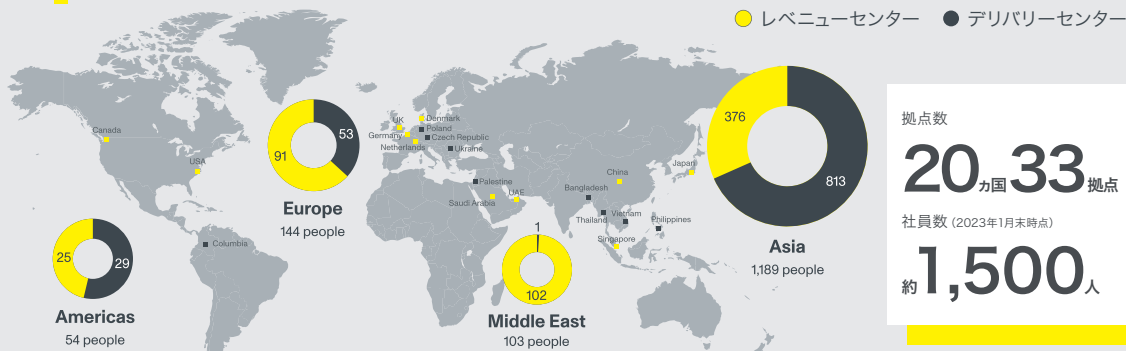 レベニューセンター
デリバリーセンター
Canada
USA
Columbia
25
29
Americas
54 people
91
53
Europe
144 people
UK
Denmark
Germany
Poland
Czech Republic
Netherlands
Ukraine
Palestine
Saudi Arabia
UAE
1
102
Middle East
103 people
China
Japan
Bangladesh
Thailand
Vietnam
Philippines
Singapore
376
813
Asia
1,189 people
拠点数
20ヵ国33拠点
社員数 (2023年1月末時点)
約1,500人